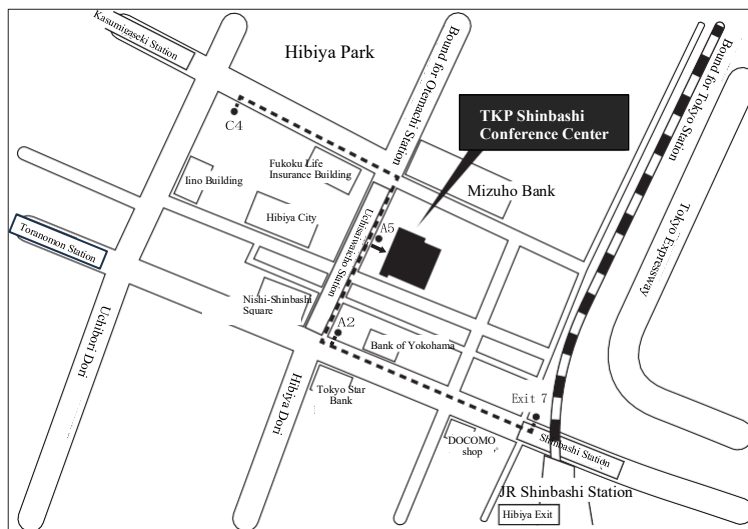 Kasumigaseki Station
Hibiya Park
Bound for Otemachi Station
Bound for Tokyo Station
TKP Shinbashi
Conference Center
C4
Fukoku Life
Insurance Building
Iino Building
Mizuho Bank
Hibiya City
Uchisaiwaicho Station
A5
Tokyo Expressway
Toranomon Station
Nishi-Shinbashi
Square
A2
Bank of Yokohama
Uchibori Dori
Hibiya Dori
Tokyo Star
Bank
Exit 7
DOCOMO
shop
Shinbashi Station
JR Shinbashi Station
Hibiya Exit